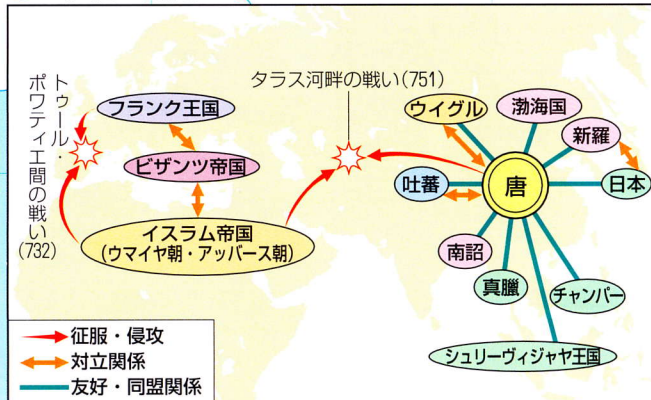 トゥール・
ポワティエ間の戦い
(732)
フランク王国
ビザンツ帝国
イスラム帝国
(ウマイヤ朝・アッバース朝)
タラス河畔の戦い(751)
ウイグル
渤海国
新羅
日本
唐
吐蕃
南詔
真臘
チャンパー
シュリーヴィジャヤ王国
征服・侵攻
対立関係
友好・同盟関係